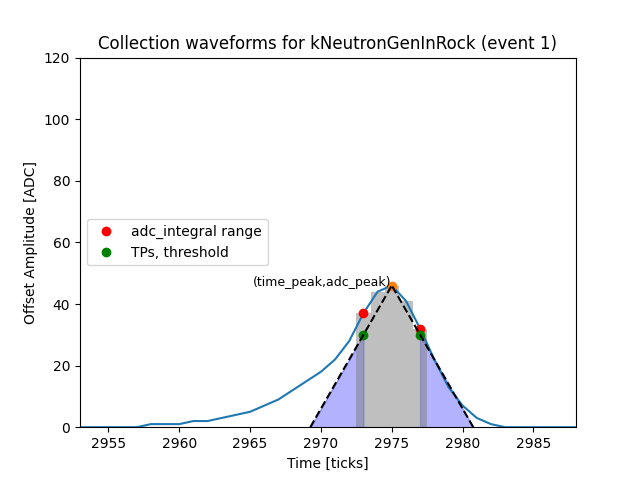 Collection waveforms for kNeutronGenInRock (event 1)
120
100
80
60
40
20
0
Offset Amplitude [ADC]
adc_integral range
TPs, threshold
(time_peak,adc_peak)
2955 2960 2965 2970 2975 2980 2985
Time [ticks]